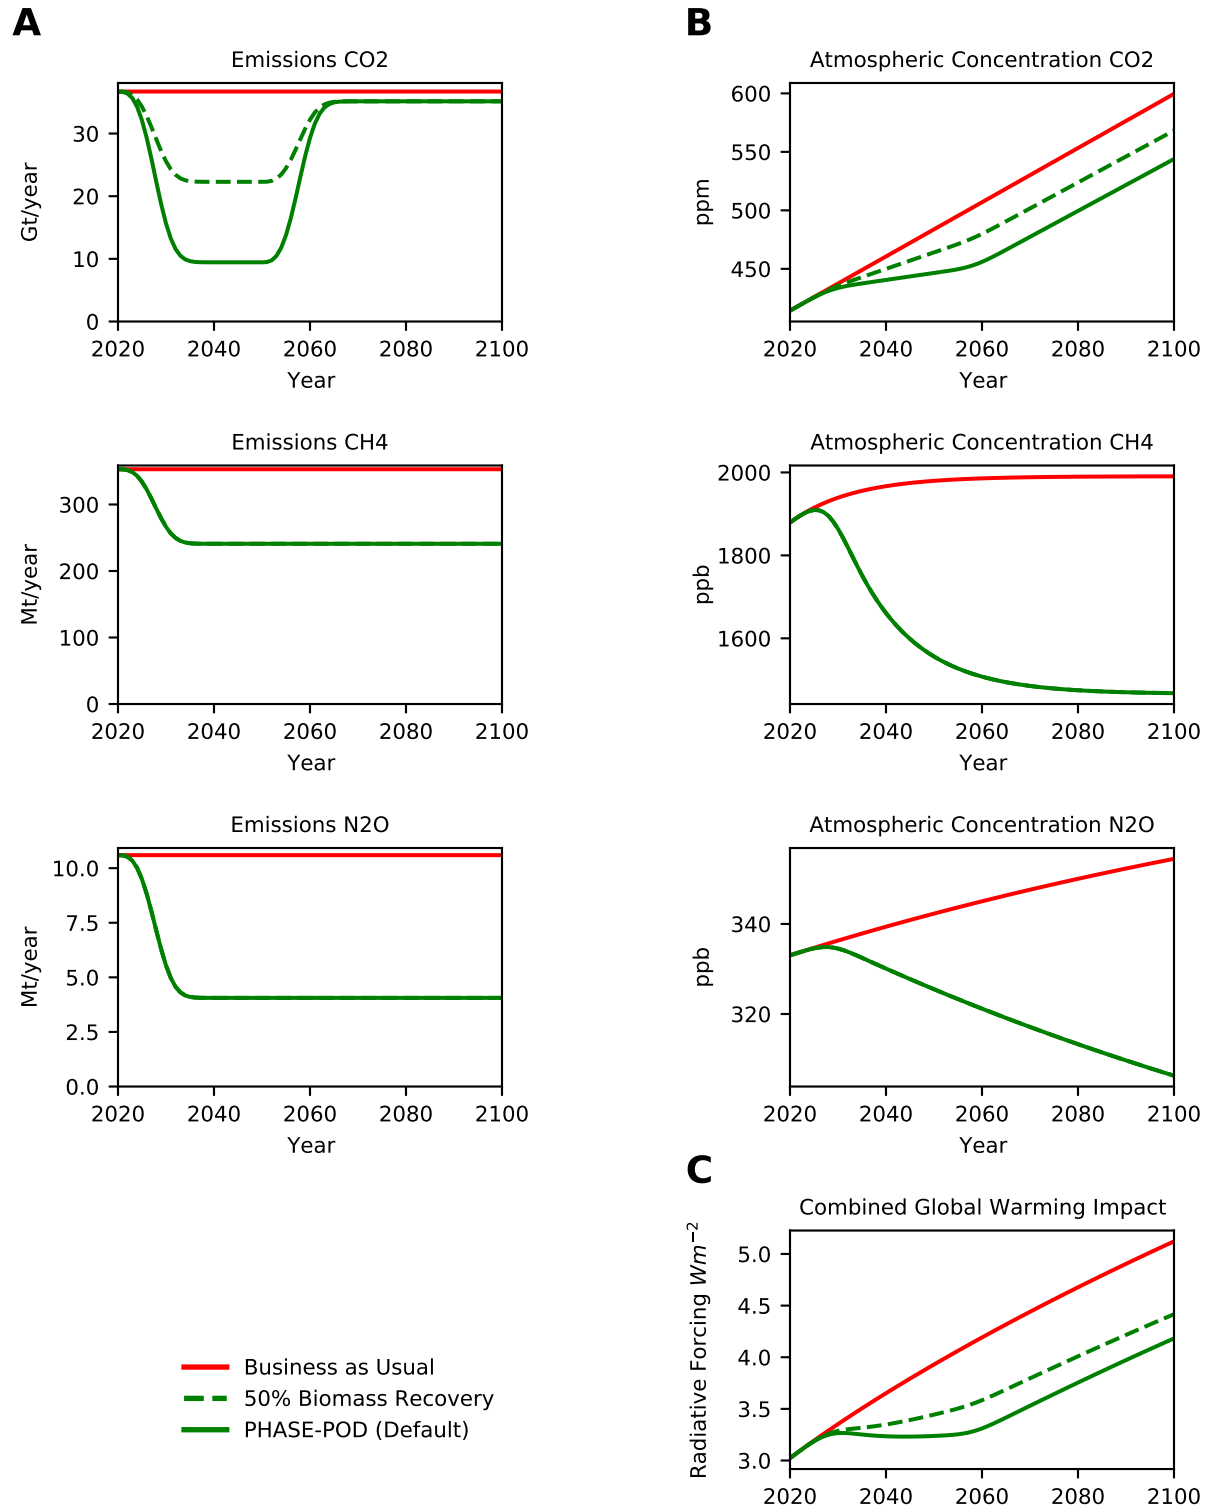 A
Emissions CO2
Gt/year
30
20
10
0
2020 2040 2060 2080 2100
Year
Emissions CH4
Mt/year
300
200
100
0
2020 2040 2060 2080 2100
Year
Emissions N2O
Mt/year
10.0
7.5
5.0
2.5
0.0
2020 2040 2060 2080 2100
Year
B
Atmospheric Concentration CO2
ppm
600
550
500
450
2020 2040 2060 2080 2100
Year
Atmospheric Concentration CH4
ppb
2000
1800
1600
2020 2040 2060 2080 2100
Year
Atmospheric Concentration N2O
ppb
340
320
2020 2040 2060 2080 2100
Year
C
Combined Global Warming Impact
Radiative Forcing Wm⁻²
5.0
4.5
4.0
3.5
3.0
2020 2040 2060 2080 2100
Business as Usual
50% Biomass Recovery
PHASE-POD (Default)